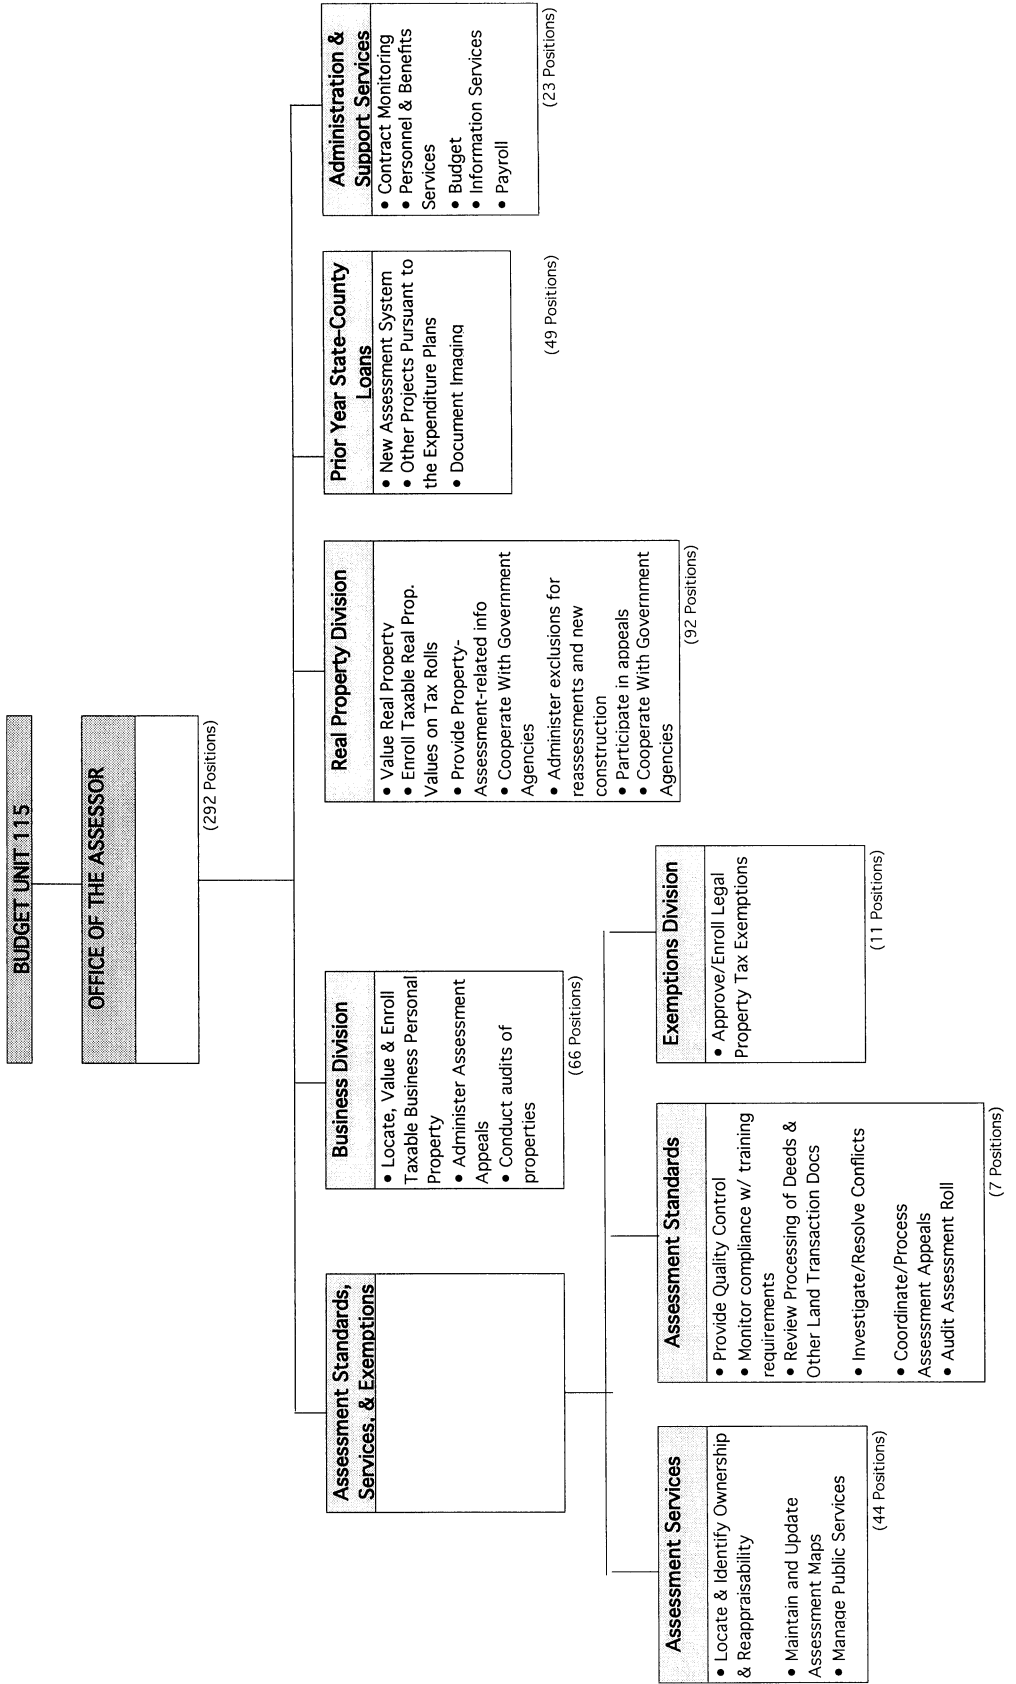 BUDGET UNIT 115
OFFICE OF THE ASSESSOR
(292 Positions)
Assessment Standards,
Services, & Exemptions
Business Division
• Locate, Value & Enroll
Taxable Business Personal
Property
• Administer Assessment
Appeals
• Conduct audits of
properties
(66 Positions)
Real Property Division
• Value Real Property
• Enroll Taxable Real Prop.
Values on Tax Rolls
• Provide Property-
Assessment-related info
• Cooperate With Government
Agencies
• Administer exclusions for
reassessments and new
construction
• Participate in appeals
• Cooperate With Government
Agencies
(92 Positions)
Prior Year State-County
Loans
• New Assessment System
• Other Projects Pursuant to
the Expenditure Plans
• Document Imaging
(49 Positions)
Administration &
Support Services
• Contract Monitoring
• Personnel & Benefits
Services
• Budget
• Information Services
• Payroll
(23 Positions)
Assessment Services
• Locate & Identify Ownership
& Reappraisability
• Maintain and Update
Assessment Maps
• Manage Public Services
(44 Positions)
Assessment Standards
• Provide Quality Control
• Monitor compliance w/ training
requirements
• Review Processing of Deeds &
Other Land Transaction Docs
• Investigate/Resolve Conflicts
• Coordinate/Process
Assessment Appeals
• Audit Assessment Roll
(7 Positions)
Exemptions Division
• Approve/Enroll Legal
Property Tax Exemptions
(11 Positions)